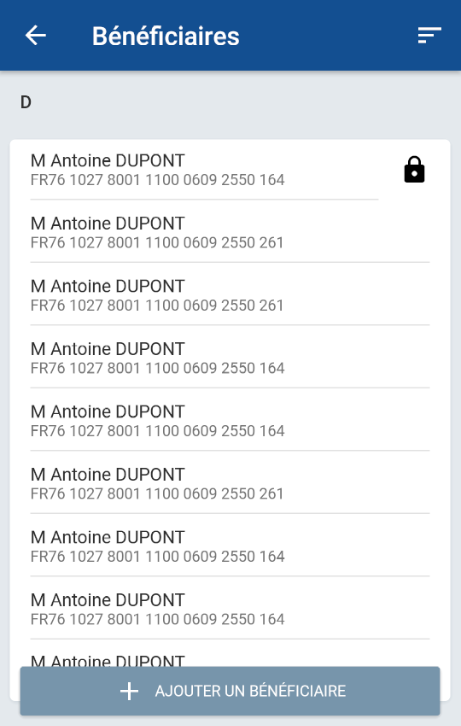 Bénéficiaires
D
M Antoine DUPONT
FR76 1027 8001 1100 0609 2550 164
M Antoine DUPONT
FR76 1027 8001 1100 0609 2550 261
M Antoine DUPONT
FR76 1027 8001 1100 0609 2550 261
M Antoine DUPONT
FR76 1027 8001 1100 0609 2550 164
M Antoine DUPONT
FR76 1027 8001 1100 0609 2550 164
M Antoine DUPONT
FR76 1027 8001 1100 0609 2550 261
M Antoine DUPONT
FR76 1027 8001 1100 0609 2550 164
M Antoine DUPONT
FR76 1027 8001 1100 0609 2550 164
M Antoine DUPONT
AJOUTER UN BÉNÉFICIAIRE